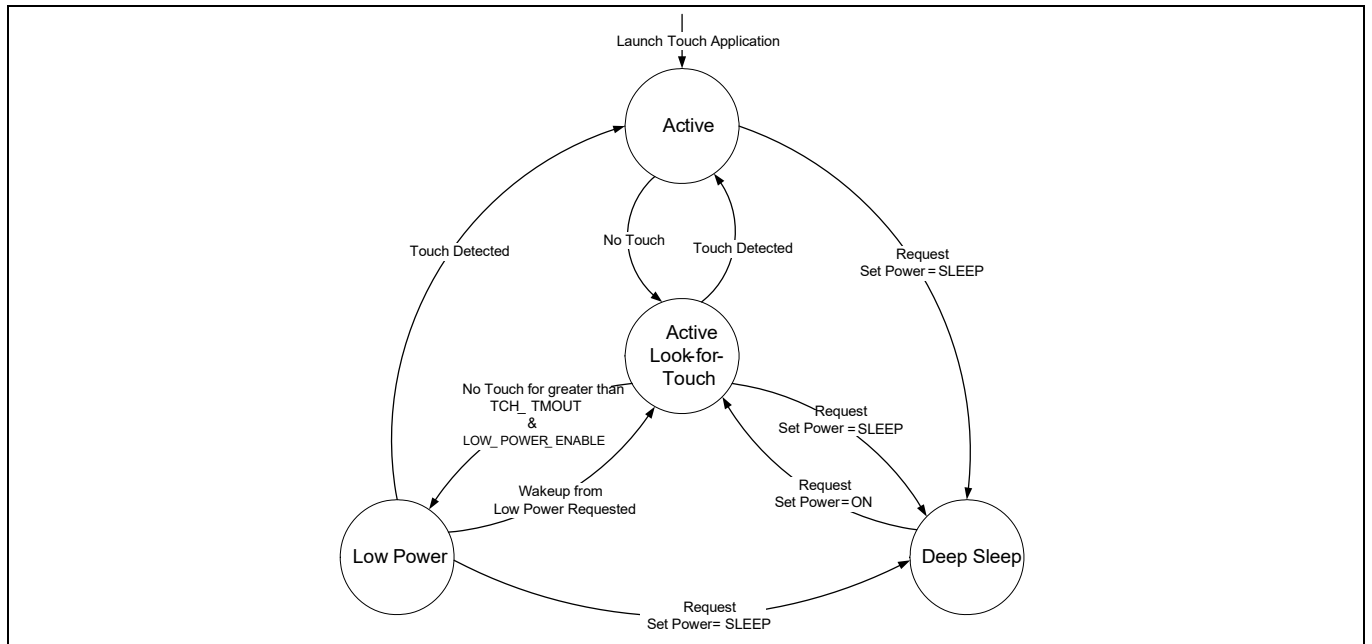 Launch Touch Application
Active
No Touch
Touch Detected
Touch Detected
Request
Set Power = SLEEP
Active
Look-for-
Touch
No Touch for greater than
TCH_ TMOUT
&
LOW_ POWER_ ENABLE
Request
Set Power = SLEEP
Wakeup from
Low Power Requested
Request
Set Power= ON
Low Power
Deep Sleep
Request
Set Power= SLEEP